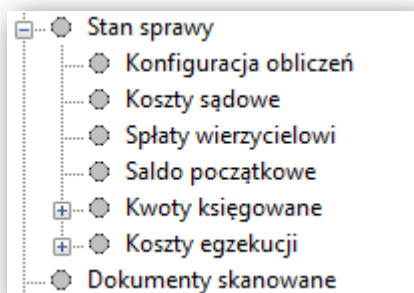 Stan sprawy
Konfiguracja obliczeń
Koszty sądowe
Spłaty wierzycielowi
Saldo początkowe
Kwoty księgowane
Koszty egzekucji
Dokumenty skanowane